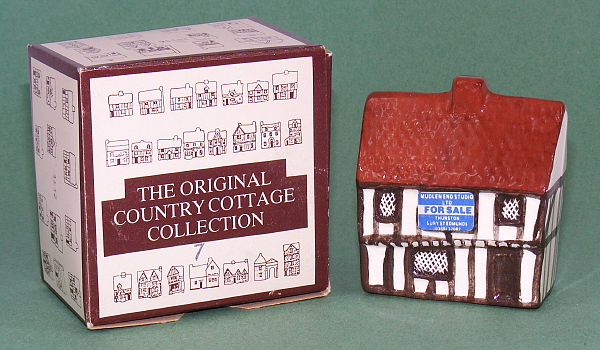 THE ORIGINAL
COUNTRY COTTAGE
COLLECTION
7
MUDLEN END STUDIO
LTD
FOR SALE
THURSTON
BURY ST EDMUNDS